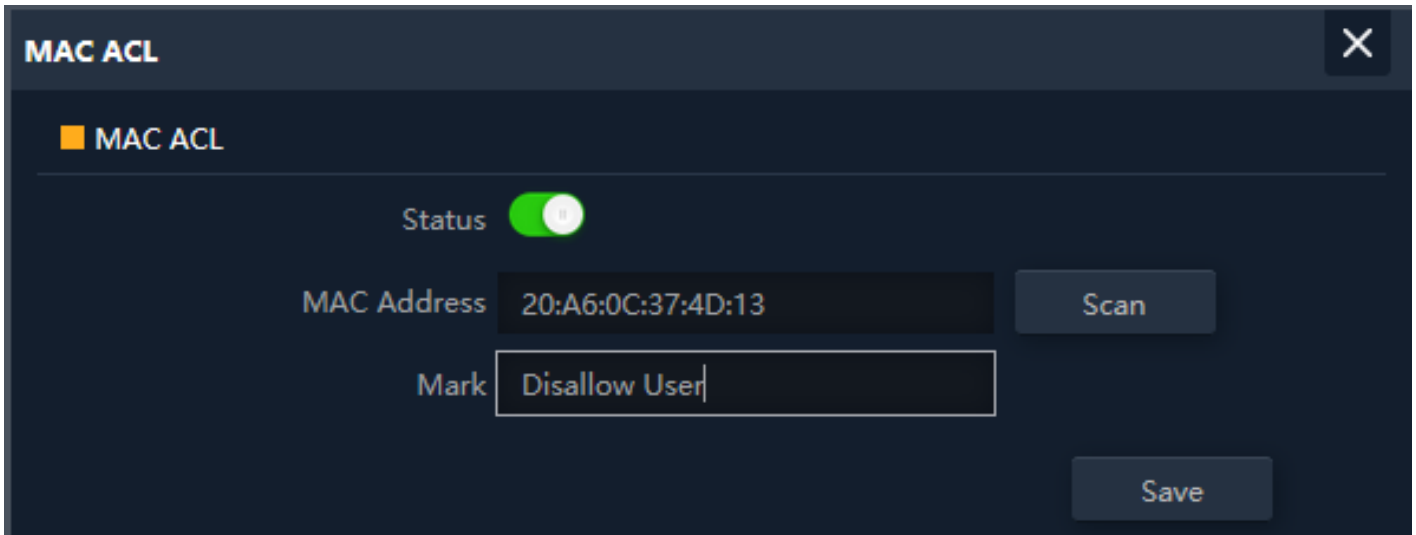 MAC ACL
MAC ACL
Status
MAC Address 20:A6:0C:37:4D:13 Scan
Mark Disallow User
Save